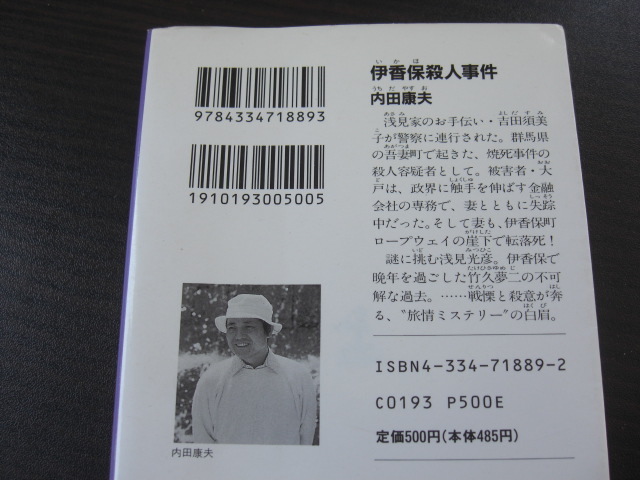 9784334718893
1910193005005
伊香保殺人事件
内田康夫
浅見家のお手伝い・吉田須美
子が警察に連行された。群馬県
の吾妻町で起きた、焼死事件の
殺人容疑者として。被害者・大
戸は、政界に触手を伸ばす金融
会社の専務で、妻とともに失踪
中だった。そして妻も、伊香保町
ロープウェイの崖下で転落死!
謎に挑む浅見光彦。伊香保で
晩年を過ごした竹久夢二の不可
解な過去。……戦慄と殺意が奔
る、"旅情ミステリー"の白眉。
ISBN4-334-71889-2
C0193 P500E
定価500円(本体485円)
内田康夫